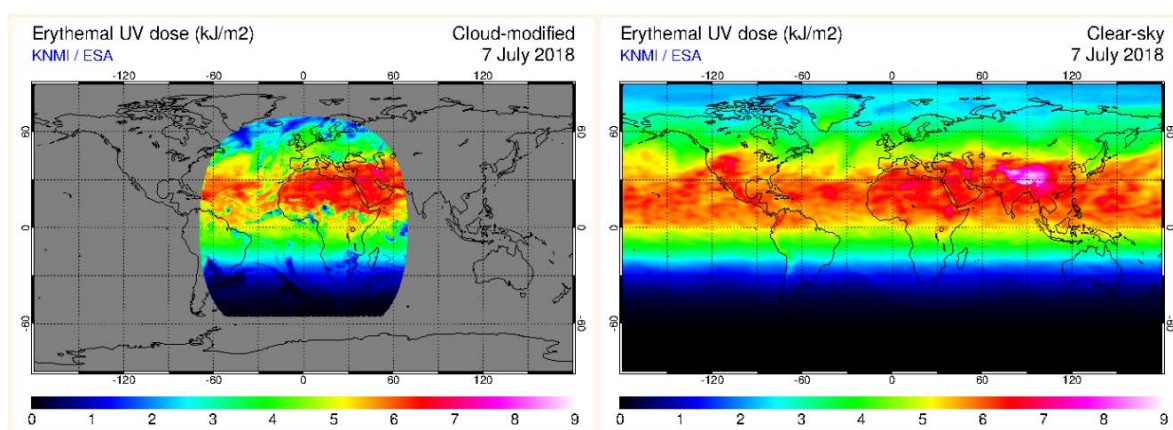 Erythemal UV dose (kJ/m2) Cloud-modified
KNMI / ESA 7 July 2018
-120 -60 0 60 120
60 60
0 0
-60 -60
-120 -60 0 60 120
0 1 2 3 4 5 6 7 8 9
Erythemal UV dose (kJ/m2) Clear-sky
KNMI / ESA 7 July 2018
-120 -60 0 60 120
60 60
0 0
-60 -60
-120 -60 0 60 120
0 1 2 3 4 5 6 7 8 9